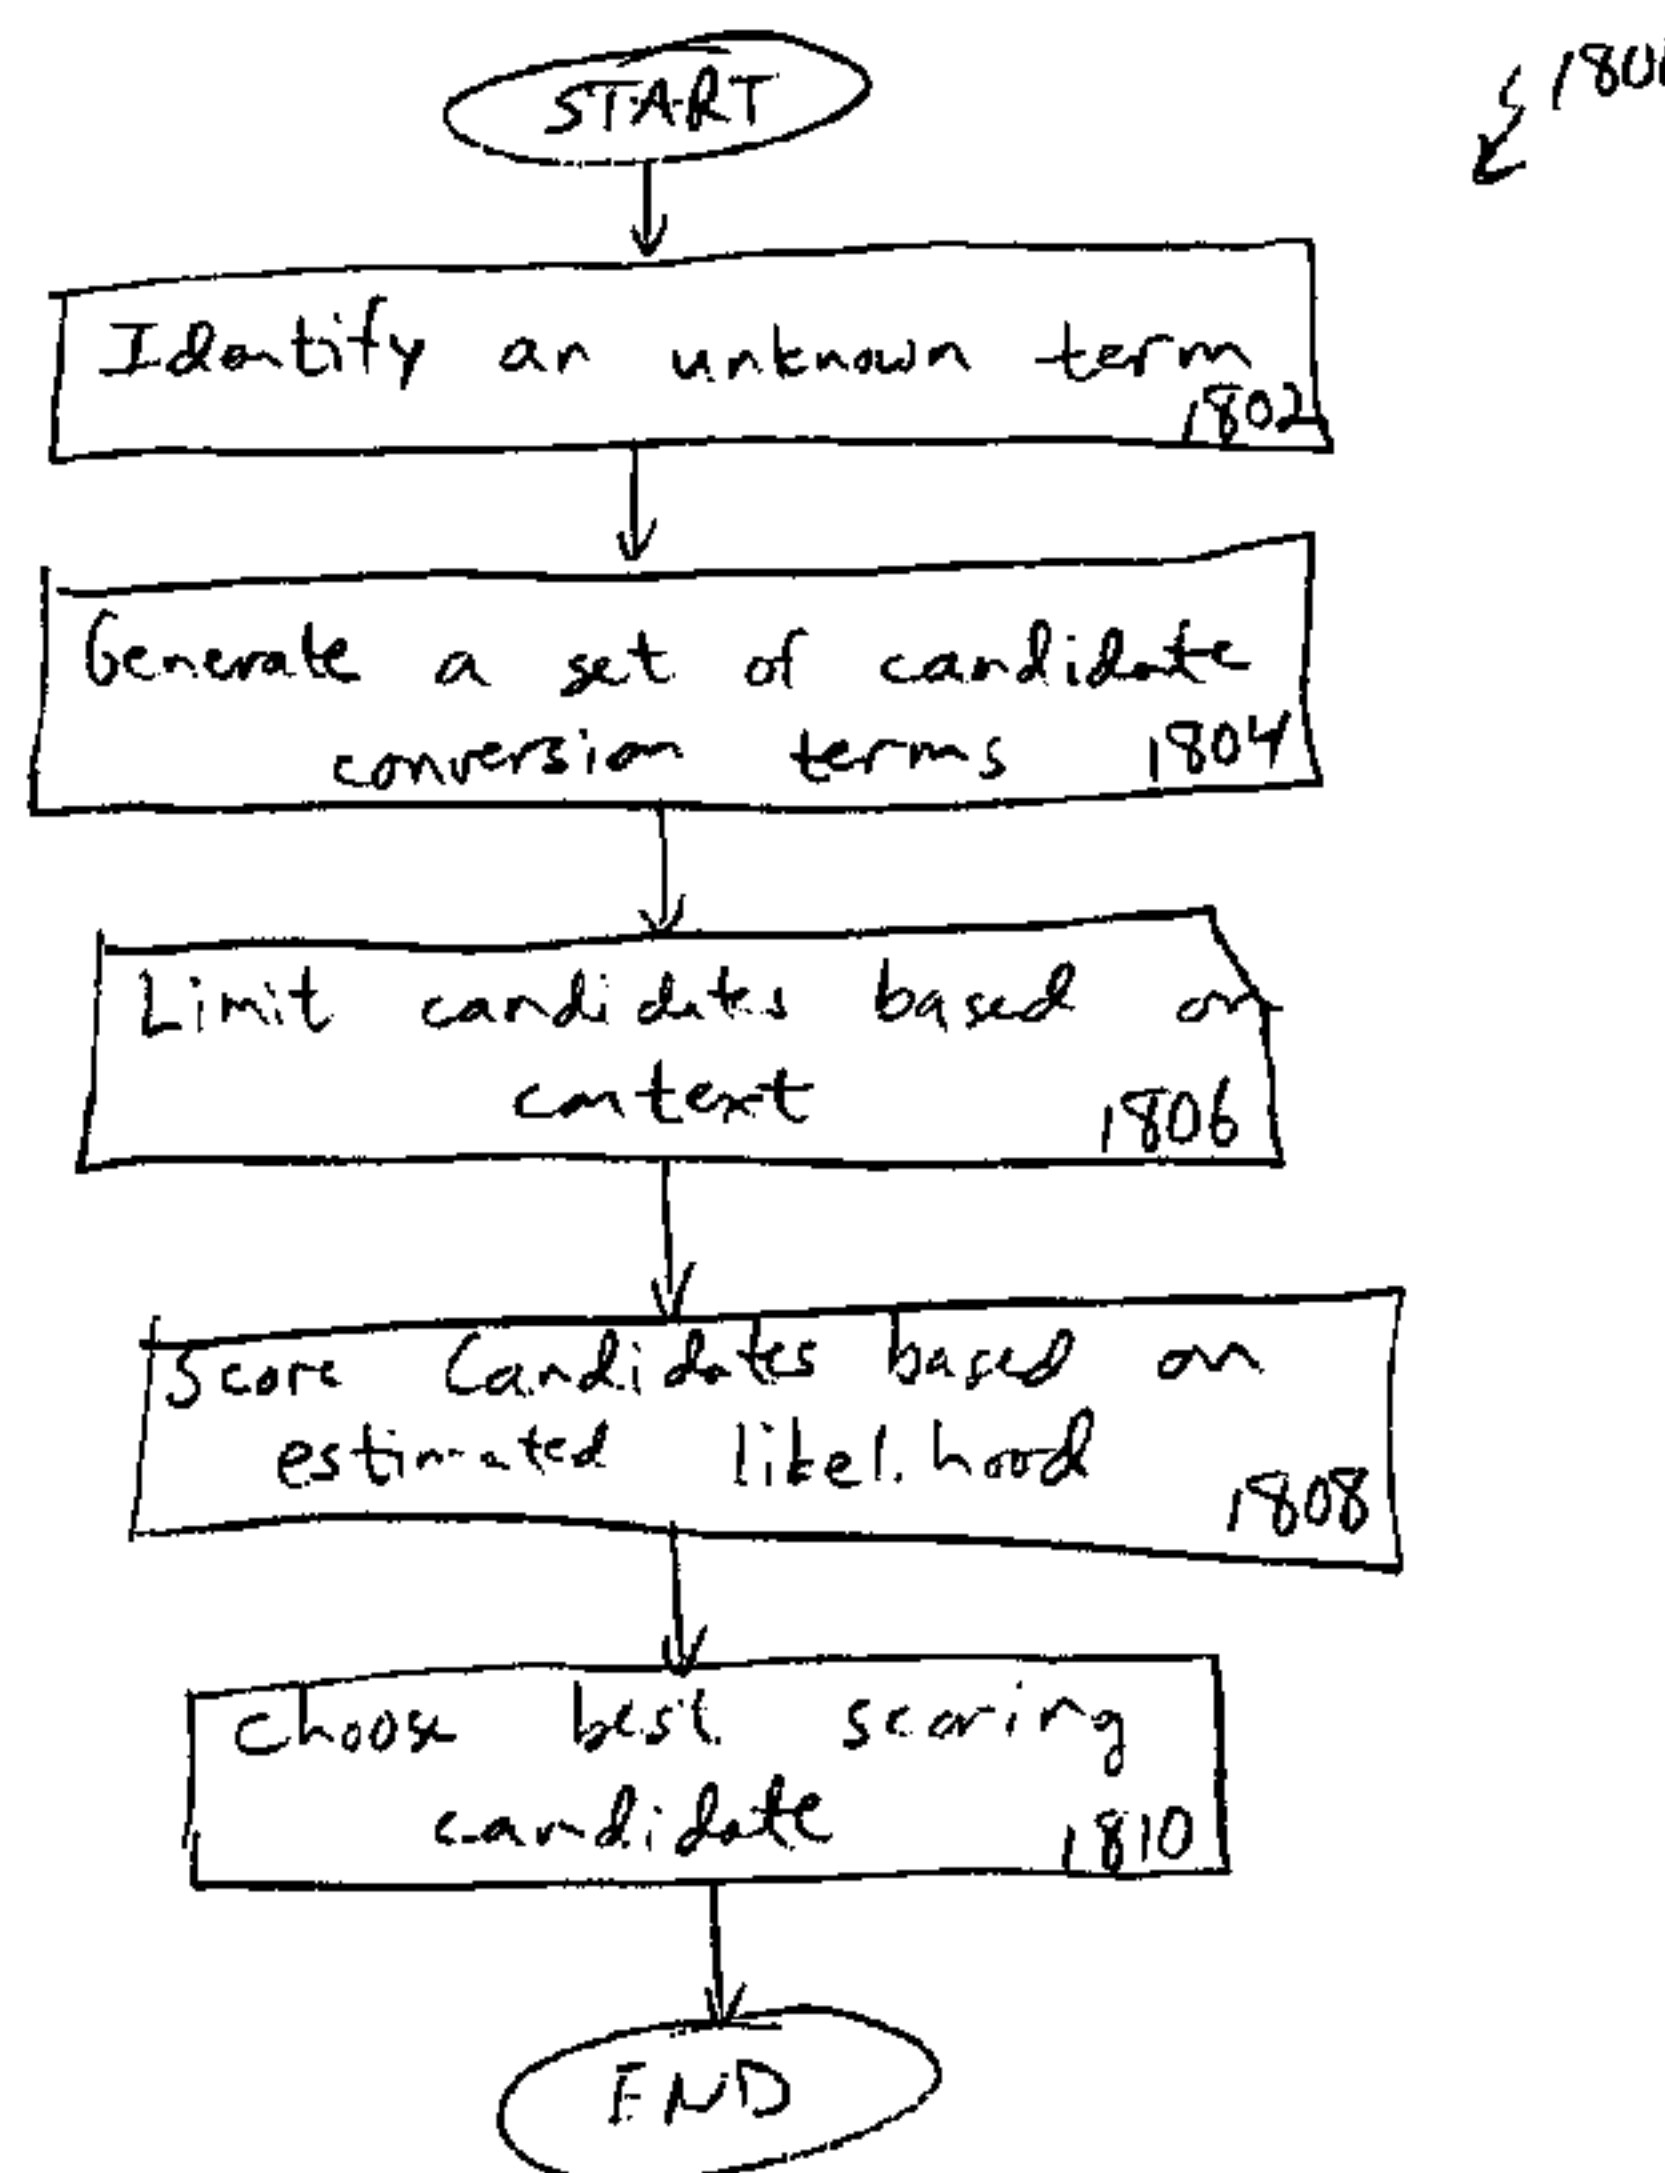 START
Identify an unknown term
1802
Generate a set of candidate
conversion terms 1804
Limit candidates based on
context 1806
Score Candidates based on
estimated likelihood
1808
Choose best scoring
candidate 1810
END